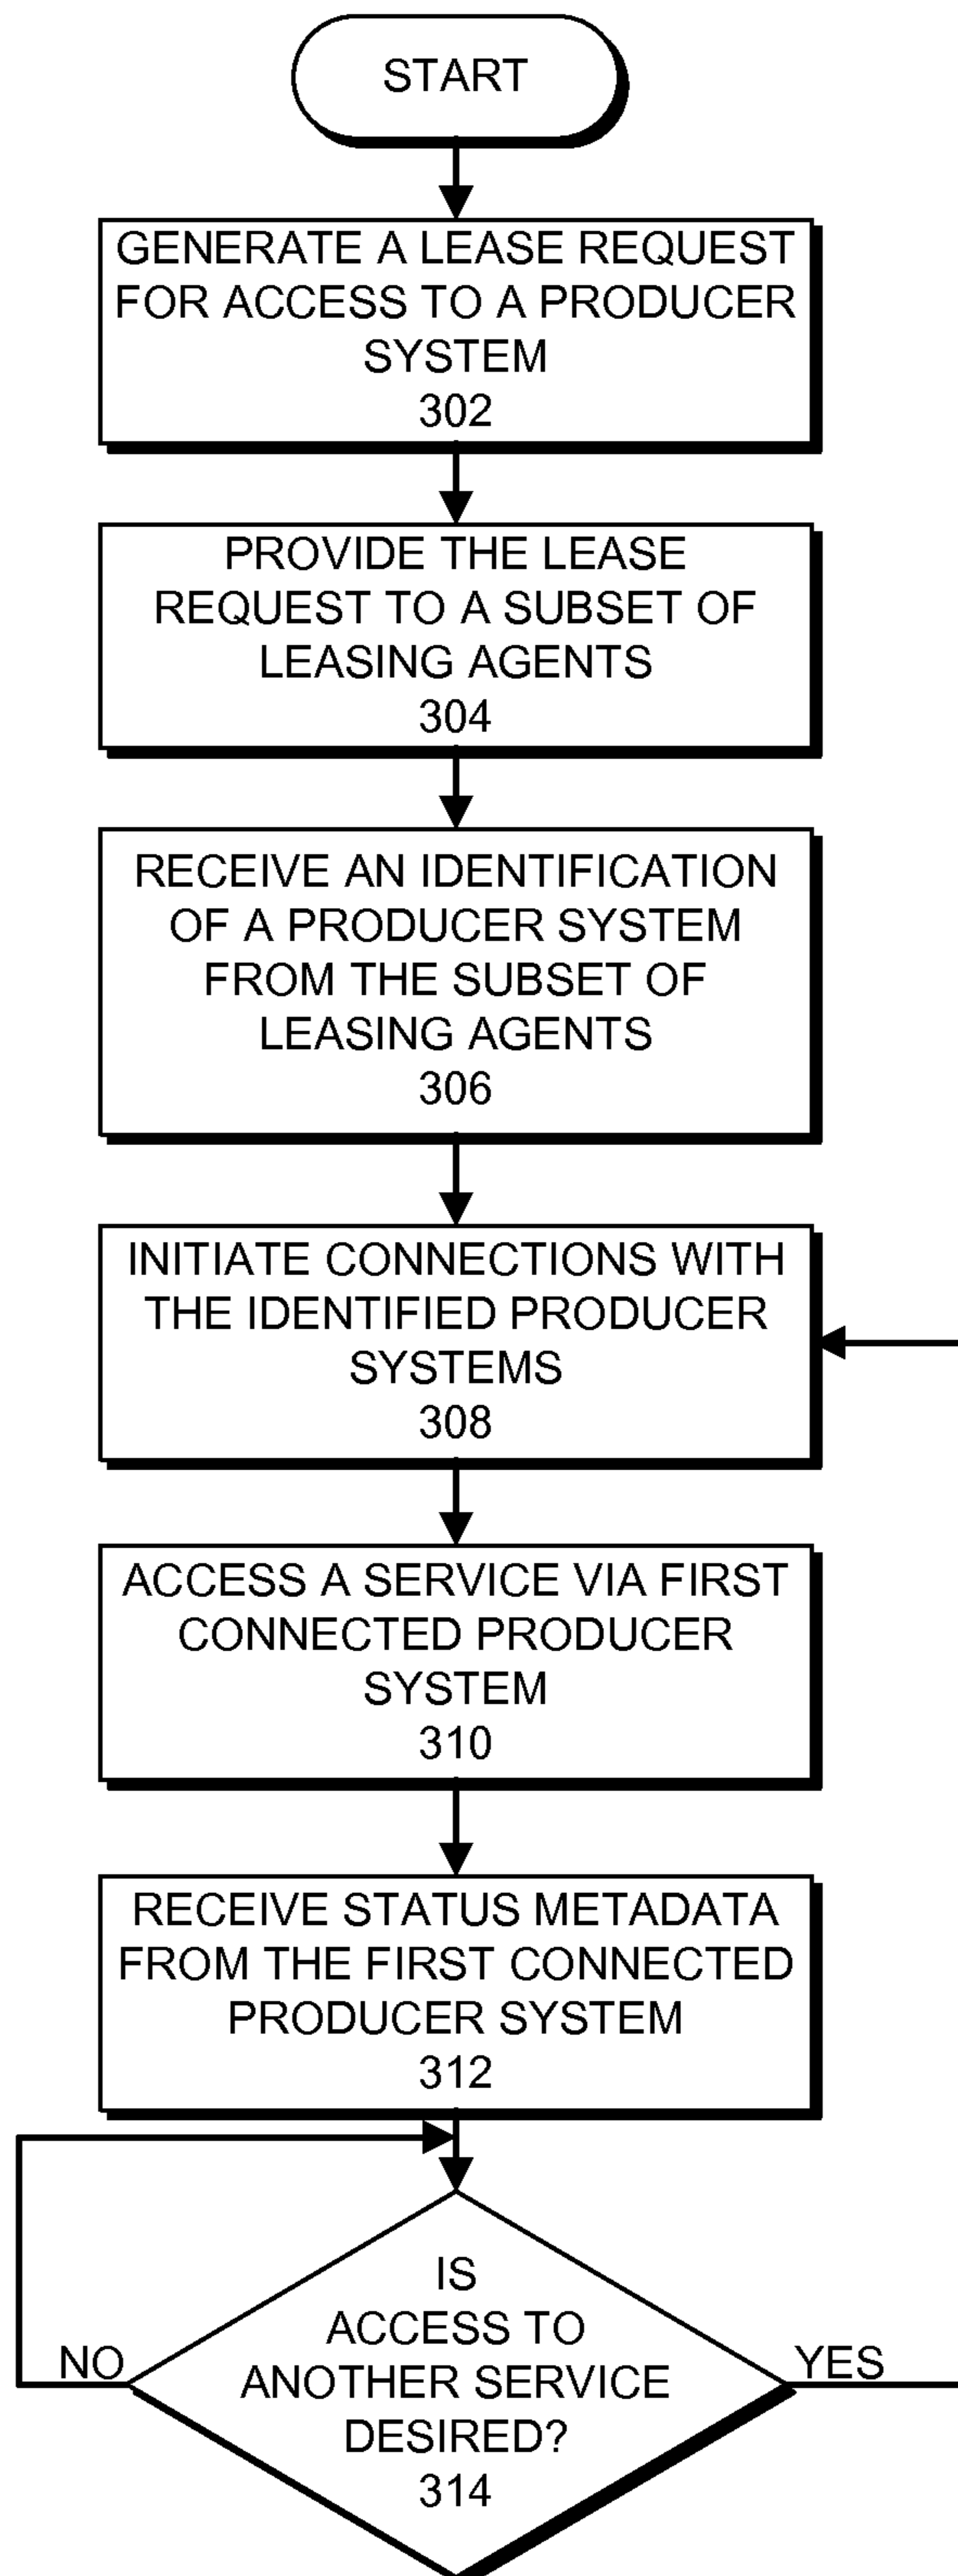 START
GENERATE A LEASE REQUEST
FOR ACCESS TO A PRODUCER
SYSTEM
302
PROVIDE THE LEASE
REQUEST TO A SUBSET OF
LEASING AGENTS
304
RECEIVE AN IDENTIFICATION
OF A PRODUCER SYSTEM
FROM THE SUBSET OF
LEASING AGENTS
306
INITIATE CONNECTIONS WITH
THE IDENTIFIED PRODUCER
SYSTEMS
308
ACCESS A SERVICE VIA FIRST
CONNECTED PRODUCER
SYSTEM
310
RECEIVE STATUS METADATA
FROM THE FIRST CONNECTED
PRODUCER SYSTEM
312
IS
ACCESS TO
ANOTHER SERVICE
DESIRED?
314
NO
YES